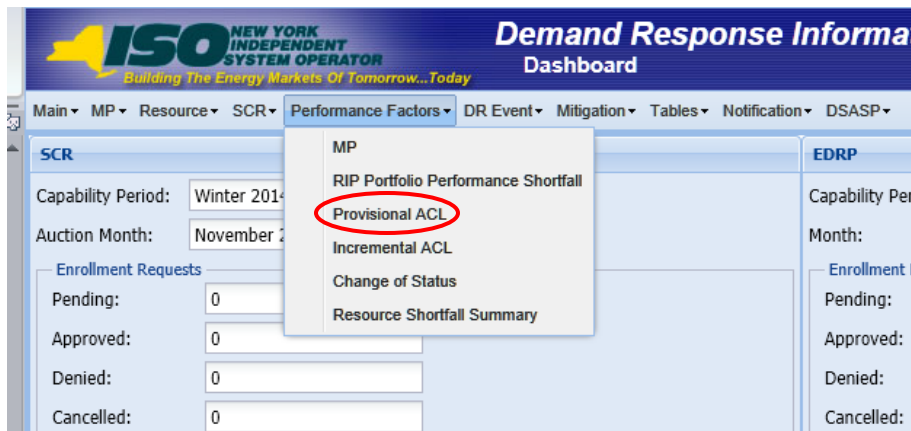 ISO NEW YORK
INDEPENDENT
SYSTEM OPERATOR
Building The Energy Markets Of Tomorrow...Today
Demand Response Informa
Dashboard
Main MP Resource SCR Performance Factors DR Event Mitigation Tables Notification DSASP
MP
RIP Portfolio Performance Shortfall
Provisional ACL
Incremental ACL
Change of Status
Resource Shortfall Summary
SCR
Capability Period: Winter 2014
Auction Month: November 2
Enrollment Requests
Pending: 0
Approved: 0
Denied: 0
Cancelled: 0
EDRP
Capability Per
Month:
Enrollment
Pending:
Approved:
Denied:
Cancelled: